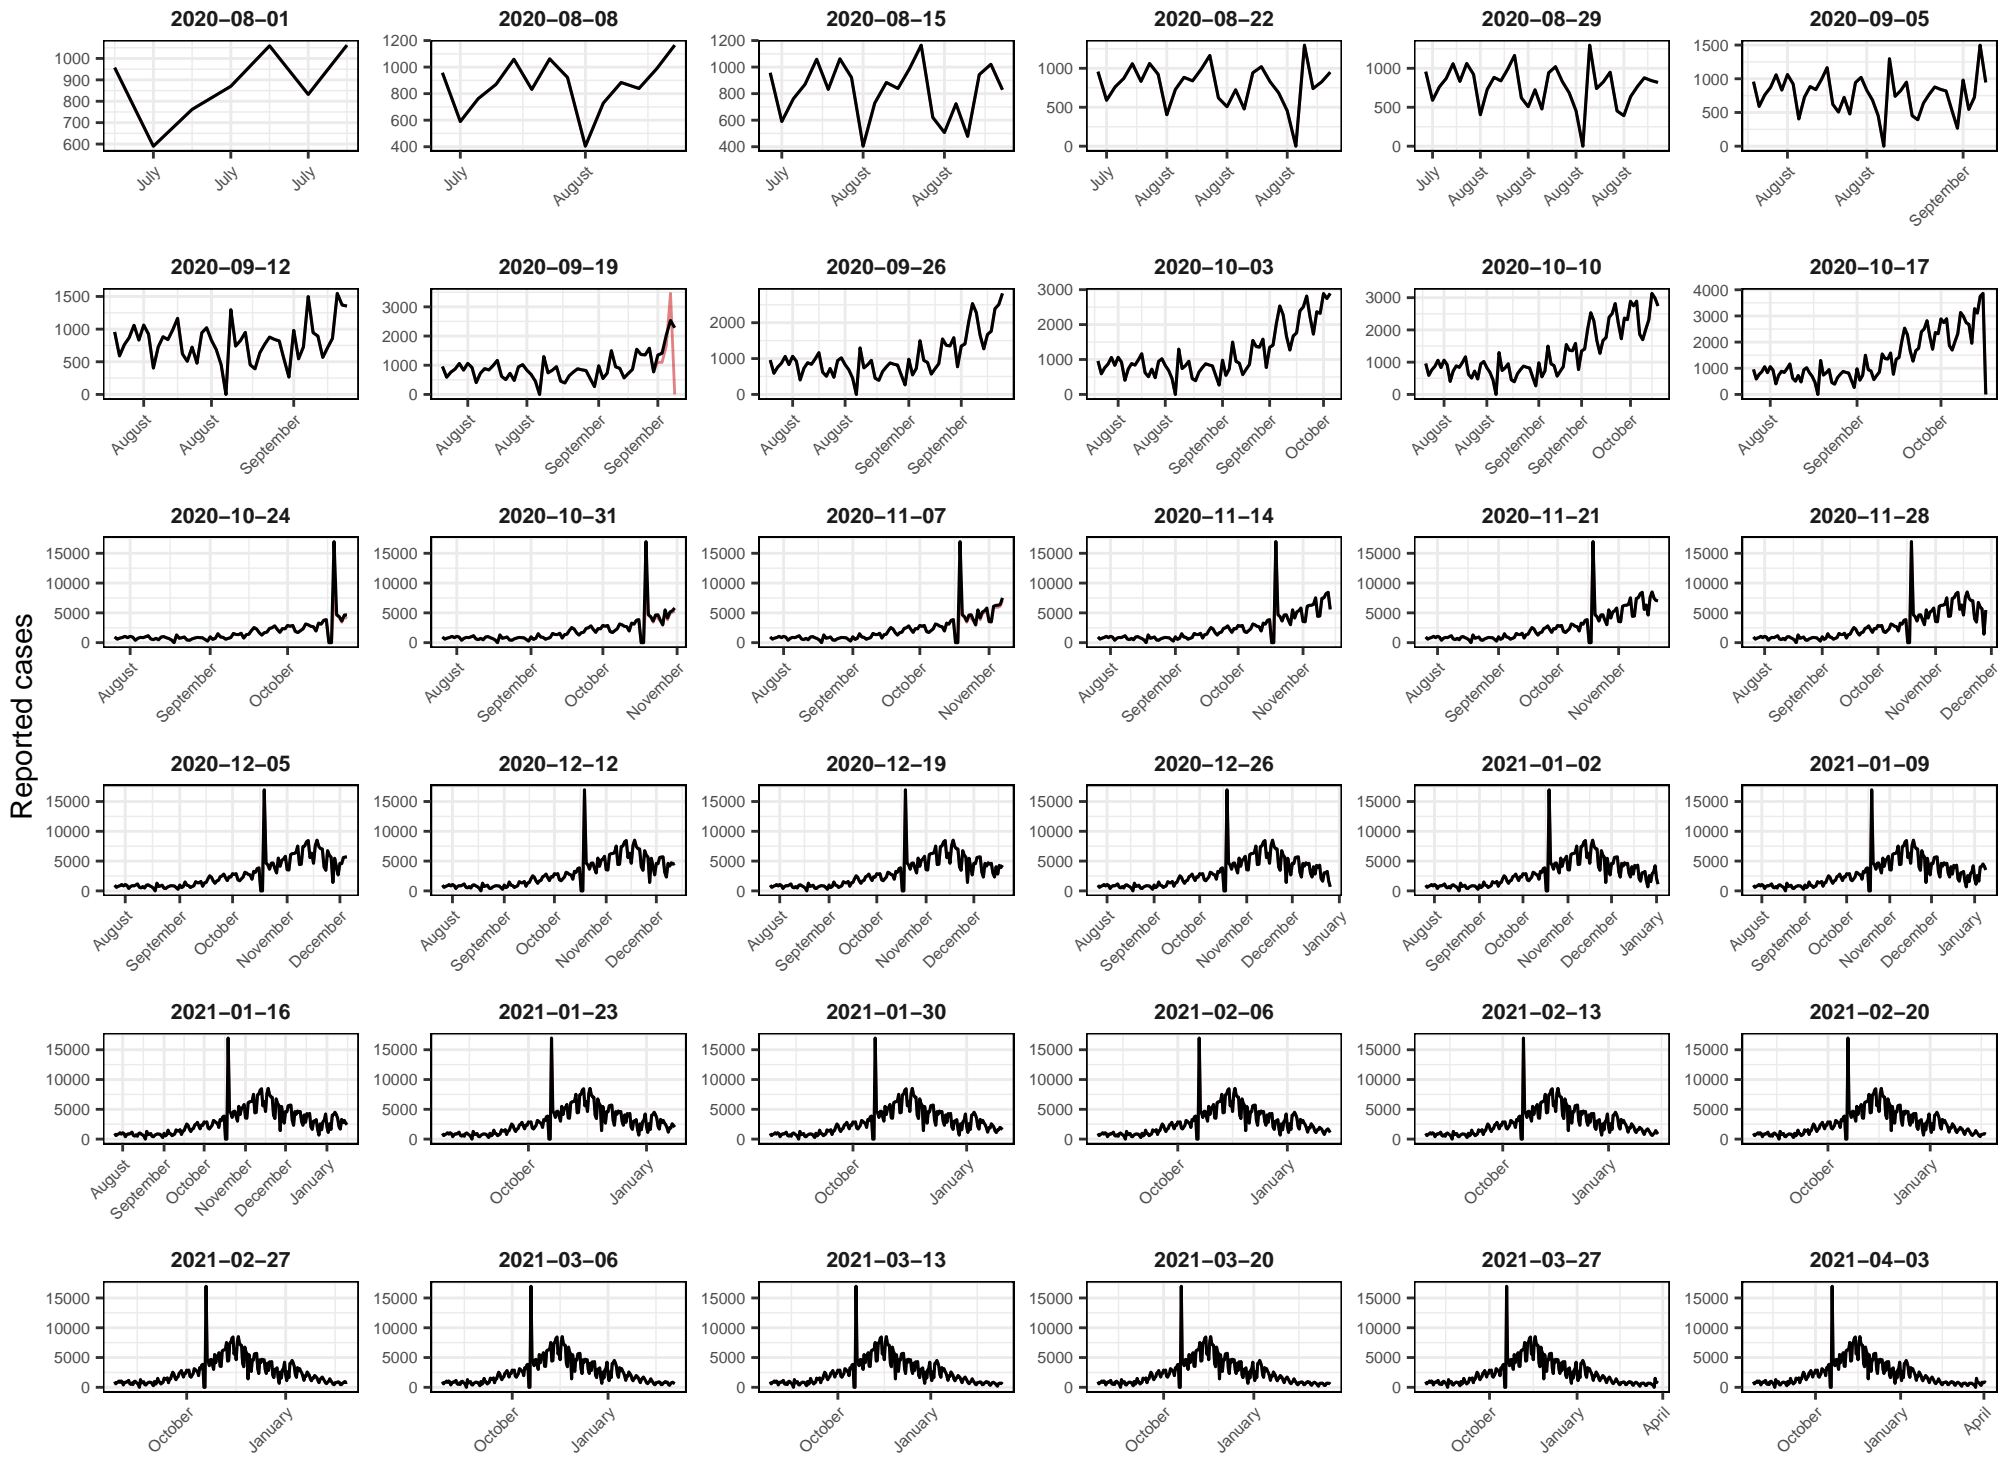 2020−08−01 2020−08−08 2020−08−15 2020−08−22 2020−08−29 2020−09−05
1000 900 800 700 600
July July July
1200 1000 800 600 400
July August
1200 1000 800 600 400
July August August
1000 500 0
July August August August
1000 500 0
July August August August August
1500 1000 500 0
August August September
2020−09−12 2020−09−19 2020−09−26 2020−10−03 2020−10−10 2020−10−17
1500 1000 500 0
August August September
3000 2000 1000 0
August August September September
2000 1000 0
August August September September
3000 2000 1000 0
August August September September October
3000 2000 1000 0
August August September September October
4000 3000 2000 1000 0
August September October
Reported cases
2020−10−24 2020−10−31 2020−11−07 2020−11−14 2020−11−21 2020−11−28
15000 10000 5000 0
August September October
15000 10000 5000 0
August September October November
15000 10000 5000 0
August September October November
15000 10000 5000 0
August September October November
15000 10000 5000 0
August September October November
15000 10000 5000 0
August September October November December
2020−12−05 2020−12−12 2020−12−19 2020−12−26 2021−01−02 2021−01−09
15000 10000 5000 0
August September October November December
15000 10000 5000 0
August September October November December
15000 10000 5000 0
August September October November December
15000 10000 5000 0
August September October November December January
15000 10000 5000 0
August September October November December January
15000 10000 5000 0
August September October November December January
2021−01−16 2021−01−23 2021−01−30 2021−02−06 2021−02−13 2021−02−20
15000 10000 5000 0
August September October November December January
15000 10000 5000 0
October January
15000 10000 5000 0
October January
15000 10000 5000 0
October January
15000 10000 5000 0
October January
15000 10000 5000 0
October January
2021−02−27 2021−03−06 2021−03−13 2021−03−20 2021−03−27 2021−04−03
15000 10000 5000 0
October January
15000 10000 5000 0
October January
15000 10000 5000 0
October January
15000 10000 5000 0
October January
15000 10000 5000 0
October January April
15000 10000 5000 0
October January April